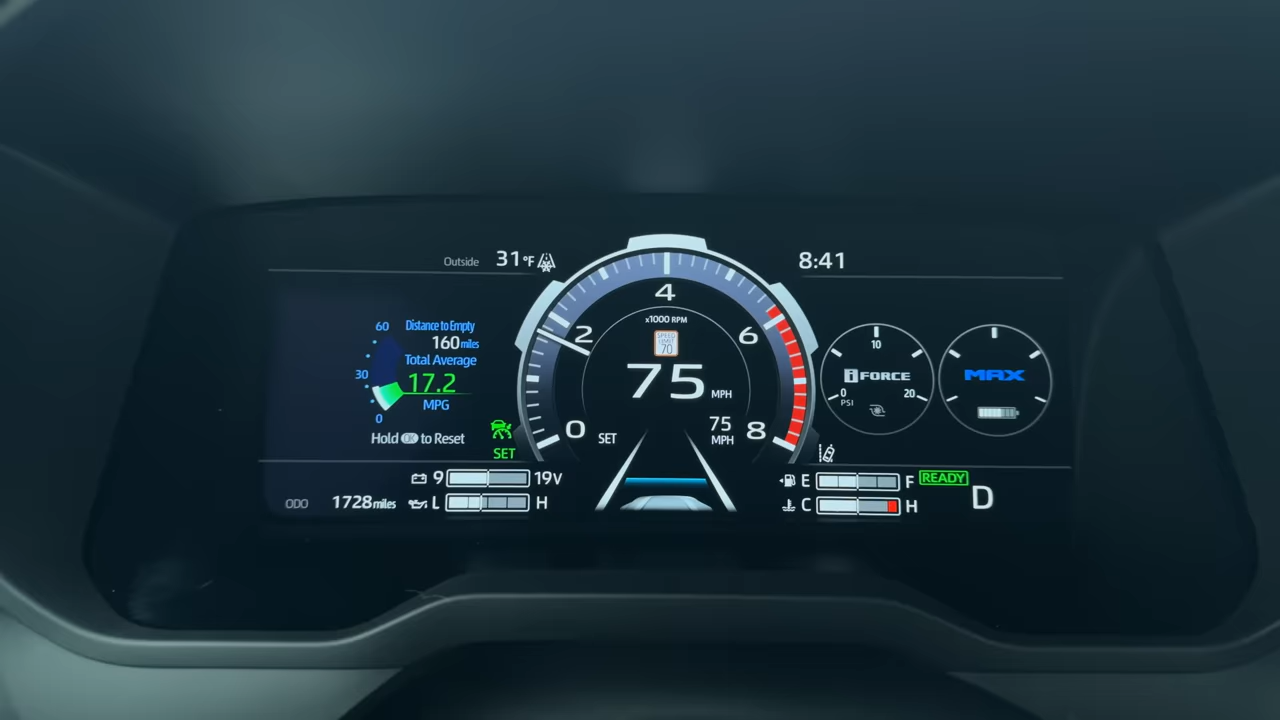 Outside 31°F
8:41
60
Distance to Empty
160 miles
Total Average
30
17.2
MPG
0
Hold OK to Reset
SET
0
2
4
6
8
x1000 RPM
SPEED
LIMIT
70
75 MPH
SET
75
MPH
10
iFORCE
0
20
PSI
MAX
9
19V
L
H
ODO 1728 miles
E
F
C
H
READY
D